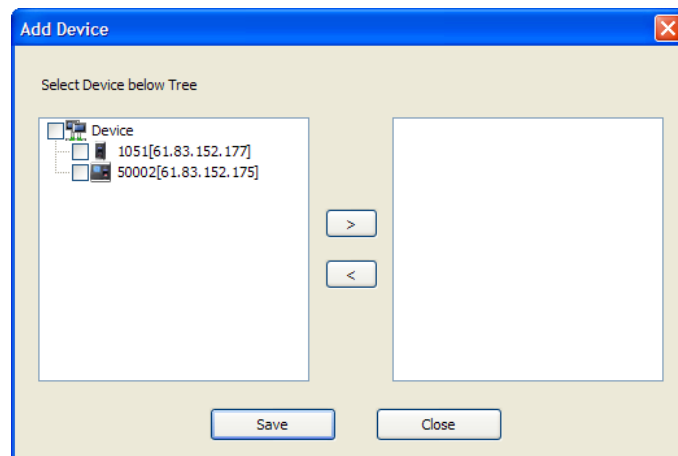 Add Device
Select Device below Tree
Device
1051[61.83.152.177]
50002[61.83.152.175]
>
<
Save
Close